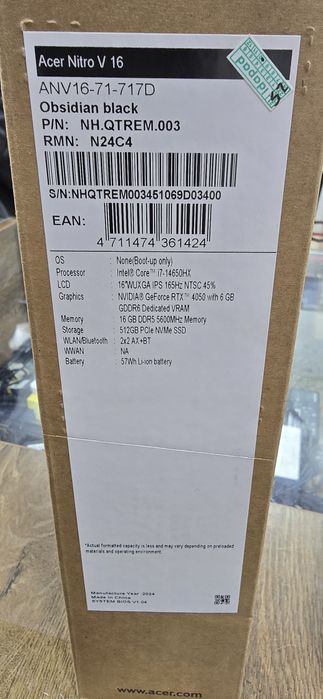 Acer Nitro V 16
ANV16-71-717D
Obsidian black
P/N: NH.QTREM.003
RMN: N24C4
S/N:NHQTREM003451069D03400
EAN:
4 711474 361424
OS : None(Boot-up only)
Processor : Intel® Core™ i7-14650HX
LCD : 16"WUXGA IPS 165Hz NTSC 45%
Graphics : NVIDIA® GeForce RTX™ 4050 with 6 GB
GDDR6 Dedicated VRAM
Memory : 16 GB DDR5 5600MHz Memory
Storage : 512GB PCIe NVMe SSD
WLAN/Bluetooth : 2x2 AX+BT
WWAN : NA
Battery : 57Wh Li-ion battery
*Actual formatted capacity is less and may vary depending on preloaded
materials and operating environment.
Manufacture Year :2024
Made in China
SYSTEM BIOS V1.04
www.acer.com